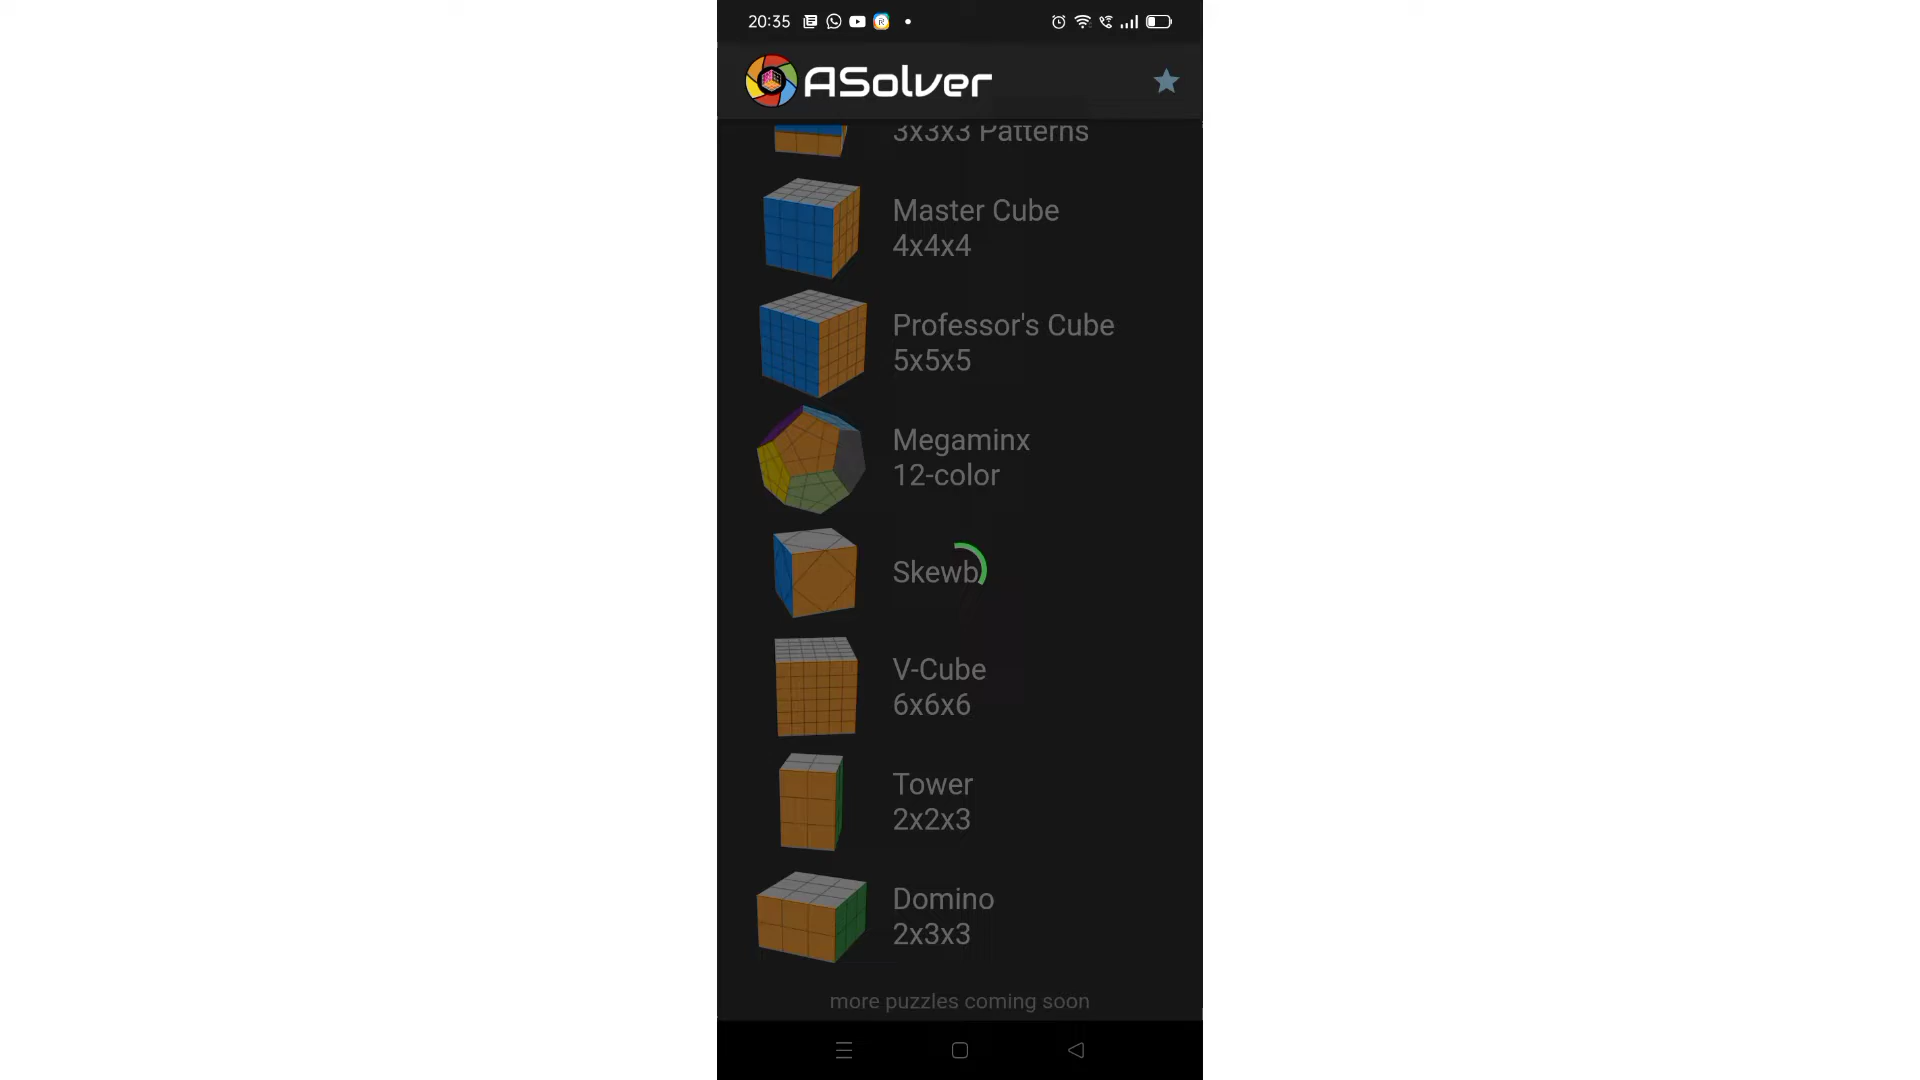 20:35
ASolver
3x3x3 Patterns
Master Cube
4x4x4
Professor's Cube
5x5x5
Megaminx
12-color
Skewb
V-Cube
6x6x6
Tower
2x2x3
Domino
2x3x3
more puzzles coming soon